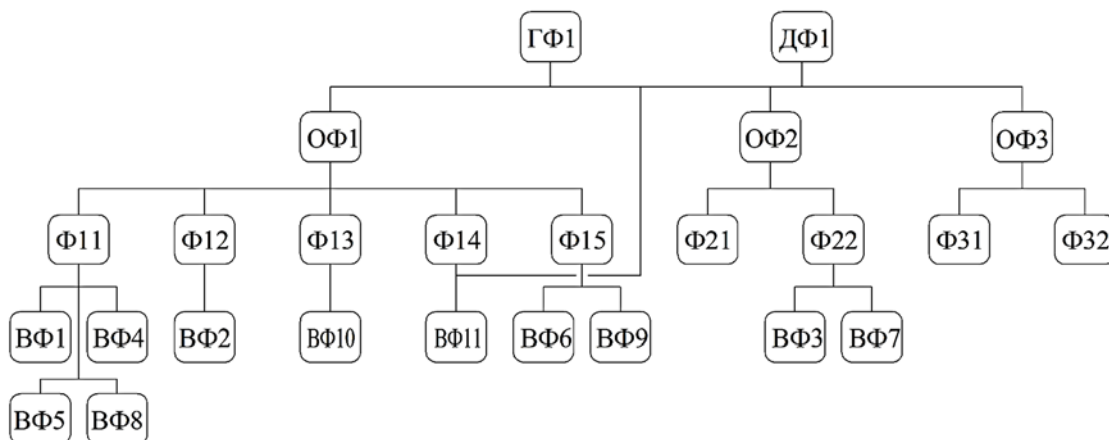 ГФ1 ДФ1
ОФ1 ОФ2 ОФ3
Ф11 Ф12 Ф13 Ф14 Ф15 Ф21 Ф22 Ф31 Ф32
ВФ1 ВФ4 ВФ2 ВФ10 ВФ11 ВФ6 ВФ9 ВФ3 ВФ7
ВФ5 ВФ8